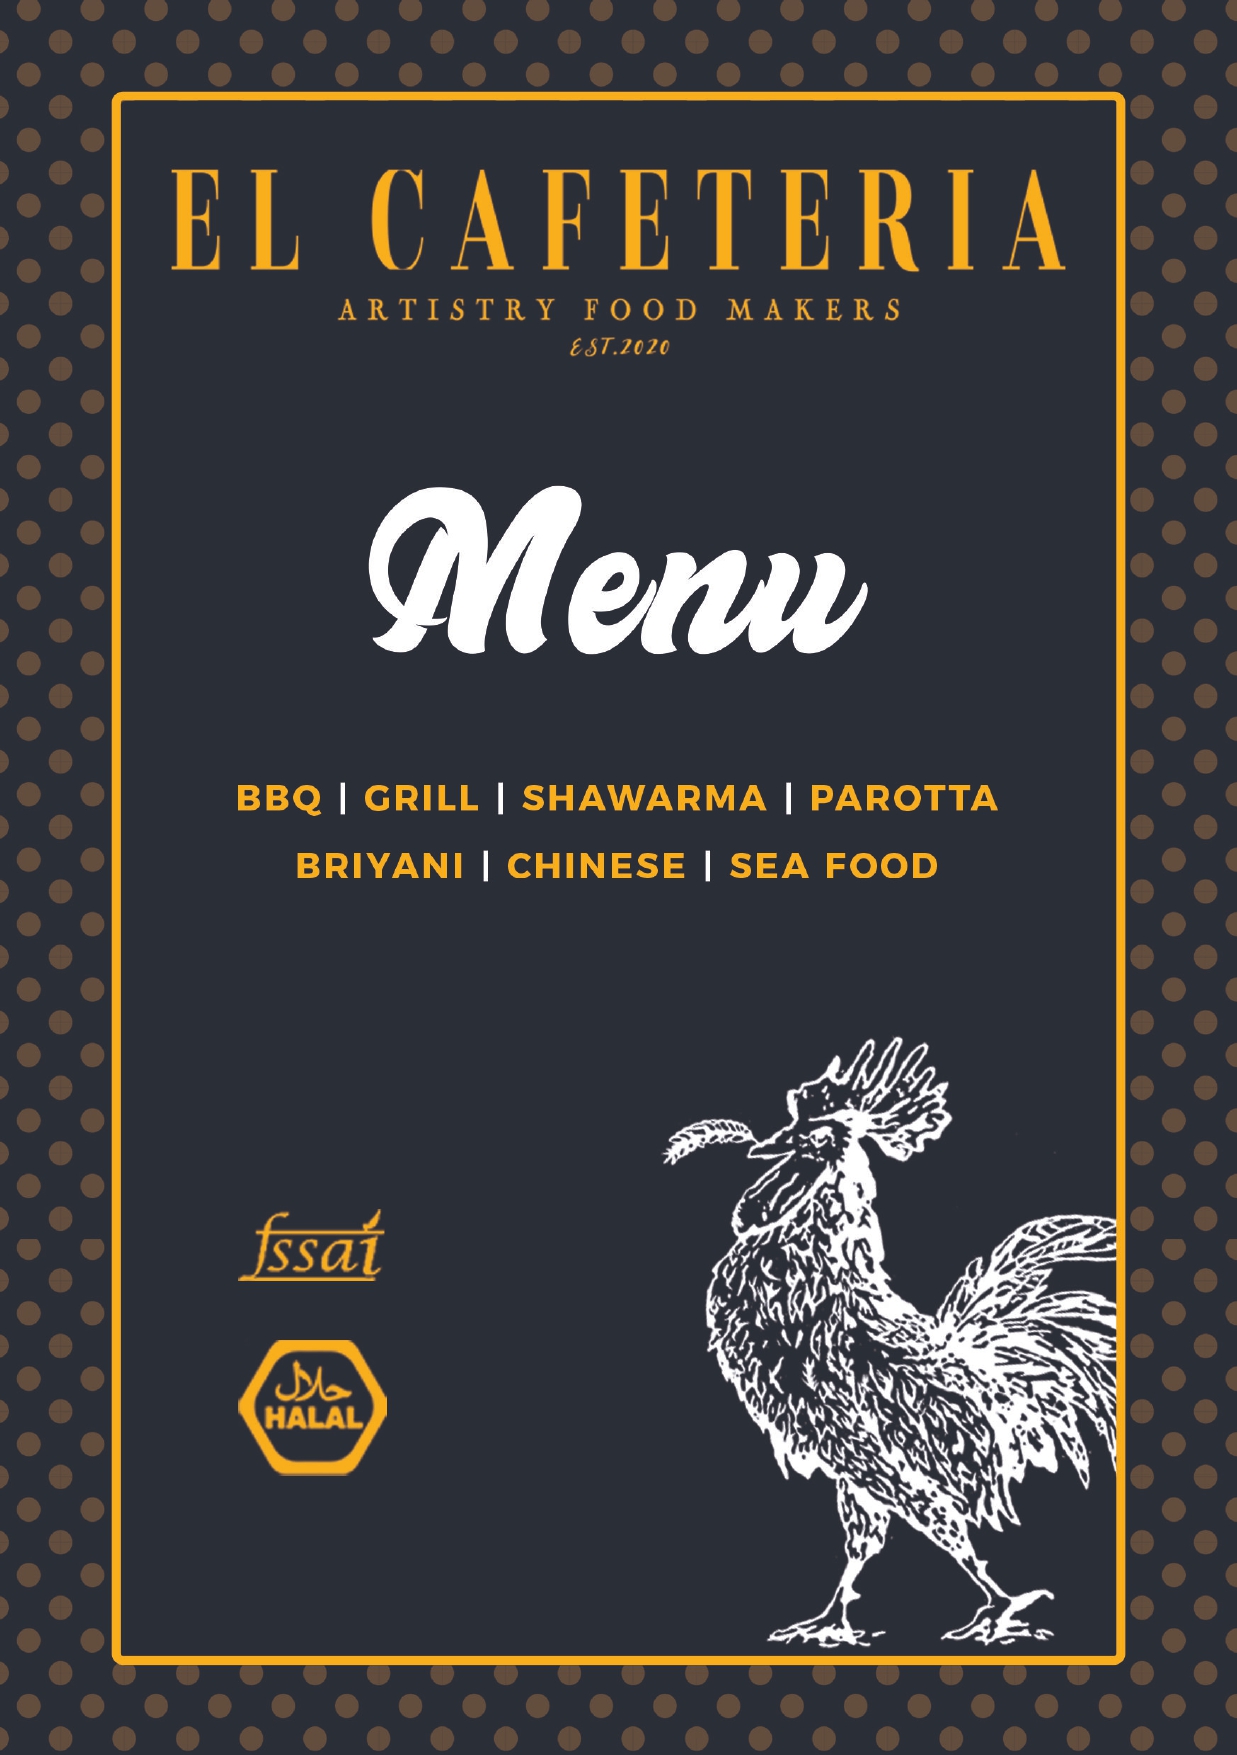 EL CAFETERIA
ARTISTRY FOOD MAKERS
EST.2020
Menu
BBQ | GRILL | SHAWARMA | PAROTTA
BRIYANI | CHINESE | SEA FOOD
fssai
حلال
HALAL